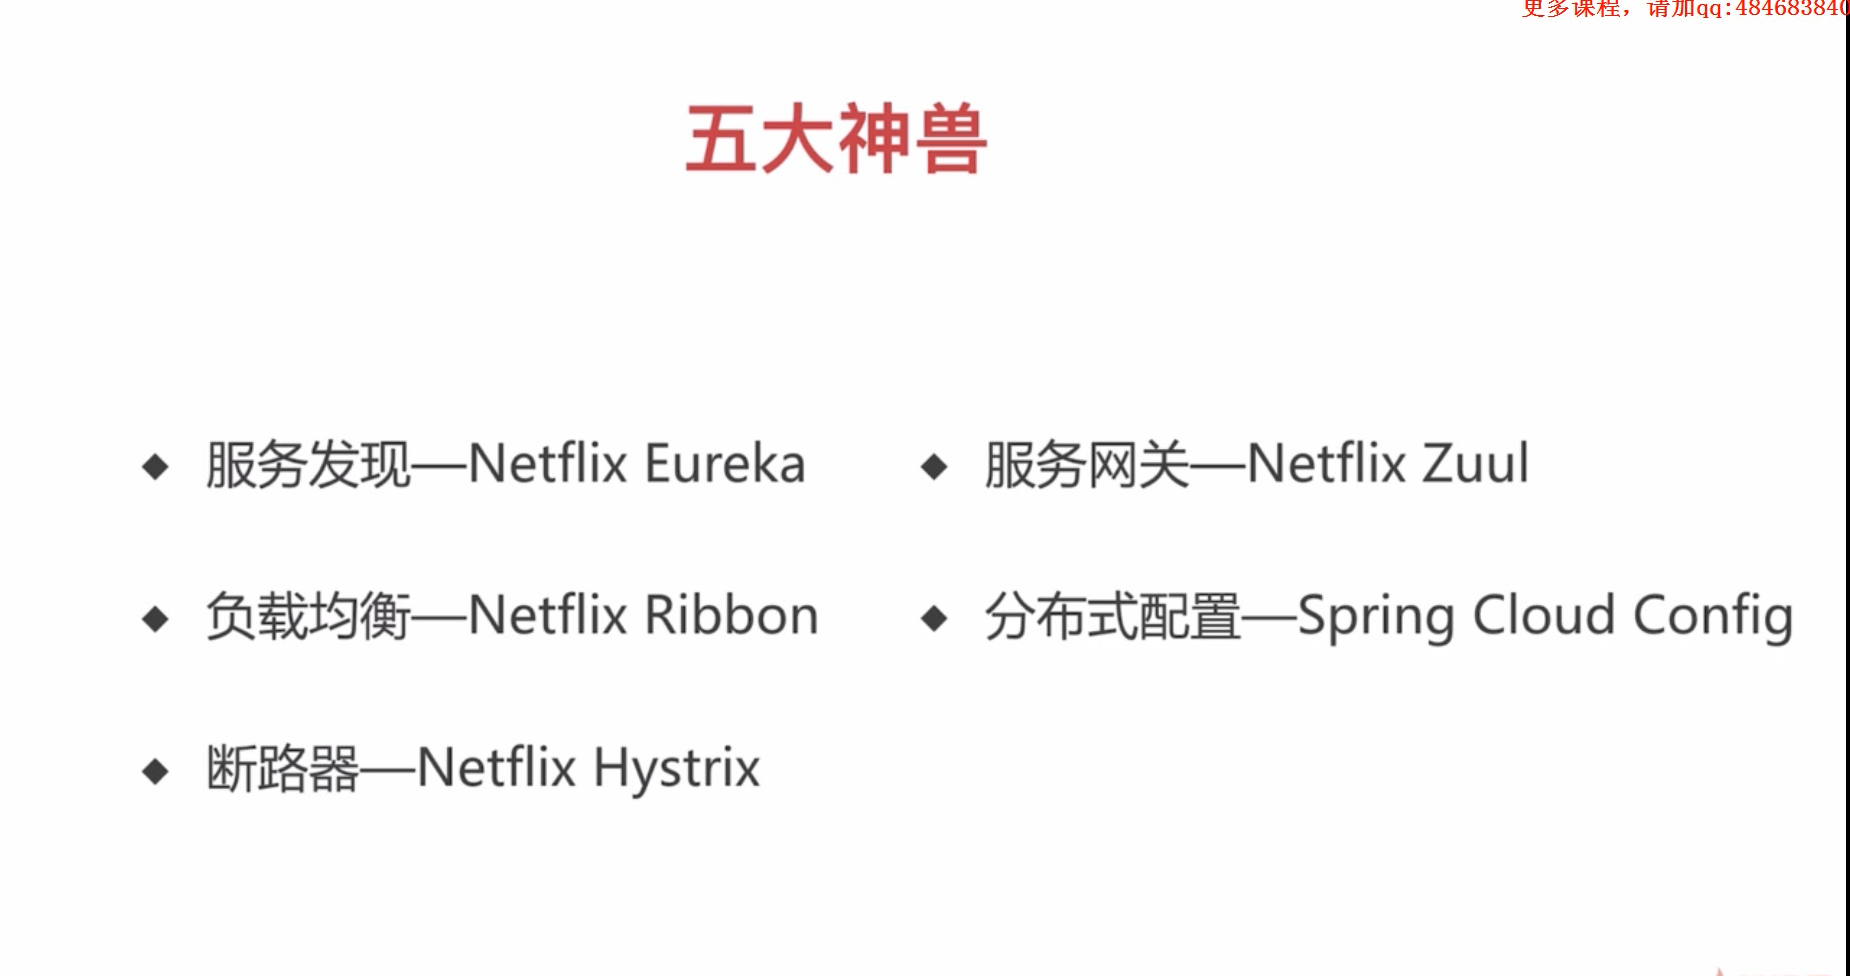 更多课程，请加qq:484683840
五大神兽
◆ 服务发现—Netflix Eureka
◆ 负载均衡—Netflix Ribbon
◆ 断路器—Netflix Hystrix
◆ 服务网关—Netflix Zuul
◆ 分布式配置—Spring Cloud Config